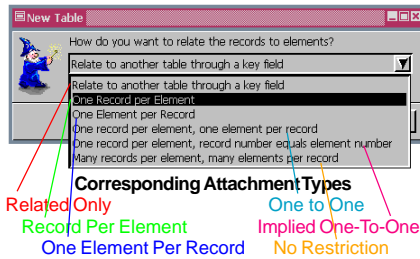 New Table
How do you want to relate the records to elements?
Relate to another table through a key field
Relate to another table through a key field
One Record Per Element
One Element per Record
One record per element, one element per record
One record per element, record number equals element number
Many records per element, many elements per record
Corresponding Attachment Types
Related Only
One to One
Record Per Element
Implied One-To-One
One Element Per Record
No Restriction